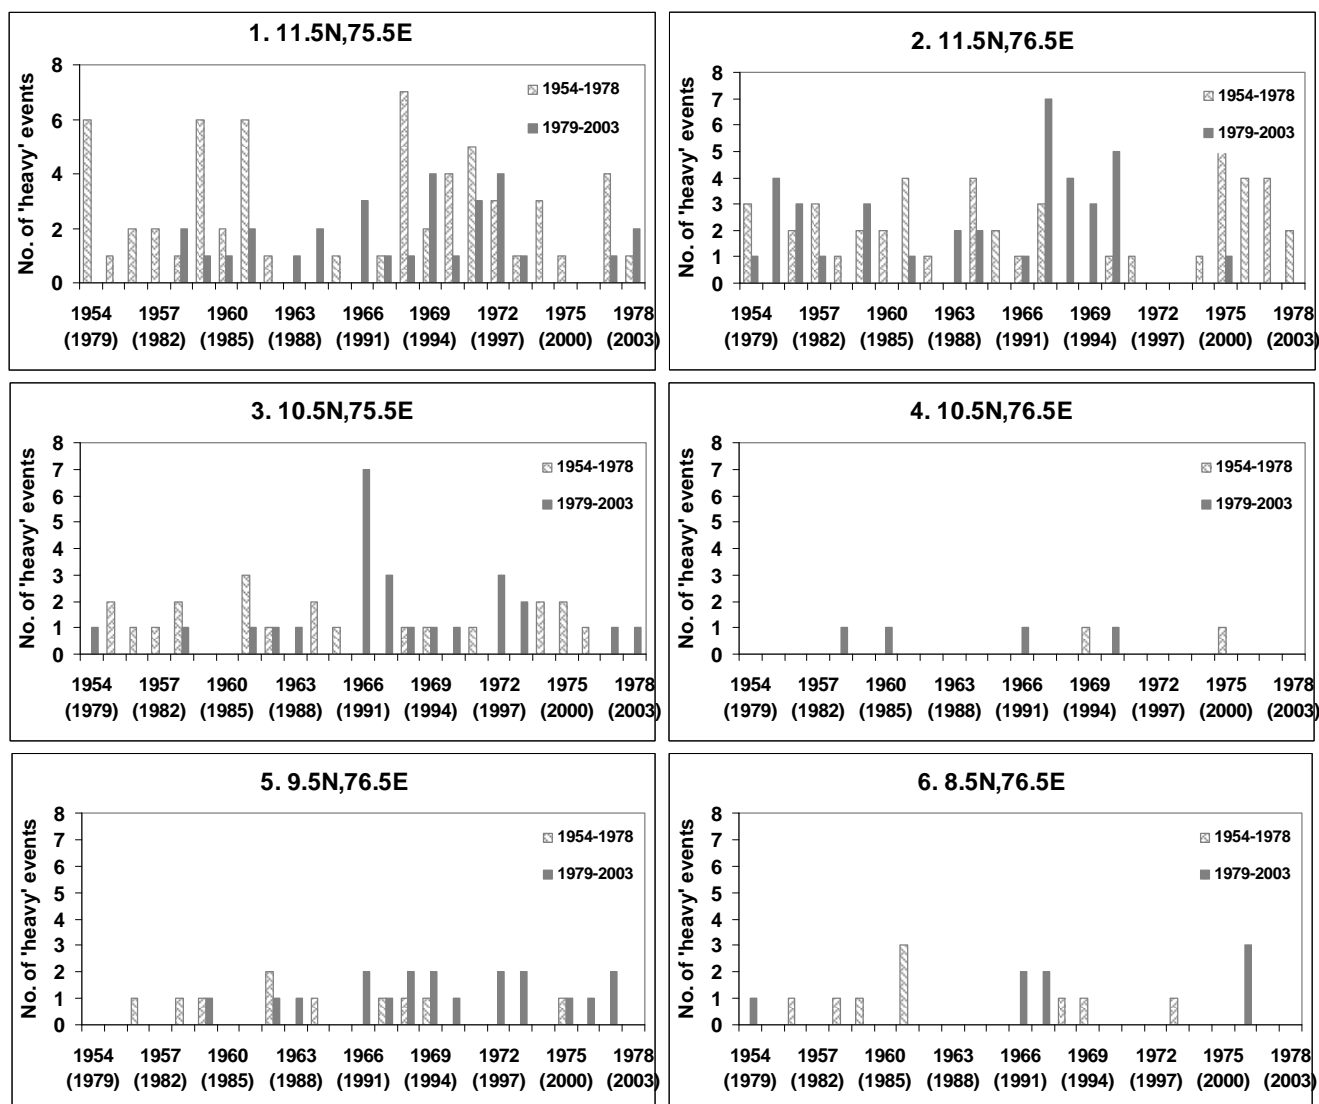 1. 11.5N,75.5E
No. of 'heavy' events
8
6
4
2
0
1954-1978
1979-2003
1954 1957 1960 1963 1966 1969 1972 1975 1978
(1979) (1982) (1985) (1988) (1991) (1994) (1997) (2000) (2003)
2. 11.5N,76.5E
No. of 'heavy' events
8
7
6
5
4
3
2
1
0
1954-1978
1979-2003
1954 1957 1960 1963 1966 1969 1972 1975 1978
(1979) (1982) (1985) (1988) (1991) (1994) (1997) (2000) (2003)
3. 10.5N,75.5E
No. of 'heavy' events
8
7
6
5
4
3
2
1
0
1954-1978
1979-2003
1954 1957 1960 1963 1966 1969 1972 1975 1978
(1979) (1982) (1985) (1988) (1991) (1994) (1997) (2000) (2003)
4. 10.5N,76.5E
No. of 'heavy' events
8
7
6
5
4
3
2
1
0
1954-1978
1979-2003
1954 1957 1960 1963 1966 1969 1972 1975 1978
(1979) (1982) (1985) (1988) (1991) (1994) (1997) (2000) (2003)
5. 9.5N,76.5E
No. of 'heavy' events
8
7
6
5
4
3
2
1
0
1954-1978
1979-2003
1954 1957 1960 1963 1966 1969 1972 1975 1978
(1979) (1982) (1985) (1988) (1991) (1994) (1997) (2000) (2003)
6. 8.5N,76.5E
No. of 'heavy' events
8
7
6
5
4
3
2
1
0
1954-1978
1979-2003
1954 1957 1960 1963 1966 1969 1972 1975 1978
(1979) (1982) (1985) (1988) (1991) (1994) (1997) (2000) (2003)